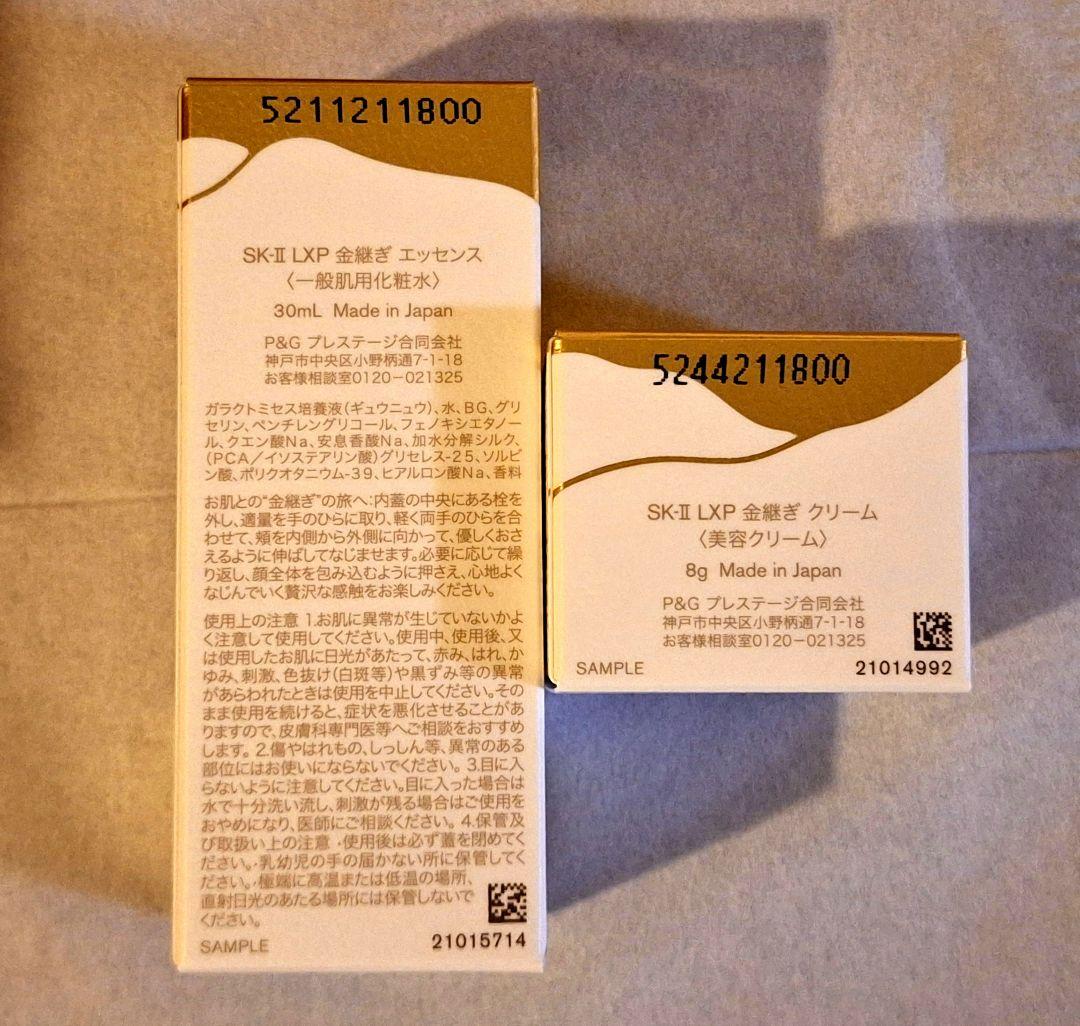 5211211800
SK-Ⅱ LXP 金継ぎ エッセンス
〈一般肌用化粧水〉
30mL Made in Japan
P&G プレステージ合同会社
神戸市中央区小野柄通7-1-18
お客様相談室0120-021325
ガラクトミセス培養液(ギュウニュウ)、水、BG、グリ
セリン、ペンチレングリコール、フェノキシエタノー
ル、クエン酸Na、安息香酸Na、加水分解シルク、
(PCA/イソステアリン酸)グリセレス-25、ソルビ
ン酸、ポリクオタニウム-39、ヒアルロン酸Na、香料
お肌との“金継ぎ”の旅へ:内蓋の中央にある栓を
外し、適量を手のひらに取り、軽く両手のひらを合
わせて、頬を内側から外側に向かって、優しくおさ
えるように伸ばしてなじませます。必要に応じて繰
り返し、顔全体を包み込むように押さえ、心地よく
なじんでいく贅沢な感触をお楽しみください。
使用上の注意 1.お肌に異常が生じていないかよ
く注意して使用してください。使用中、使用後、又
は使用したお肌に日光があたって、赤み、はれ、か
ゆみ、刺激、色抜け(白斑等)や黒ずみ等の異常
があらわれたときは使用を中止してください。その
まま使用を続けると、症状を悪化させることがあ
りますので、皮膚科専門医等へご相談をおすすめ
します。 2.傷やはれもの、しっしん等、異常のある
部位にはお使いにならないでください。 3.目に入
らないように注意してください。目に入った場合は
水で十分洗い流し、刺激が残る場合はご使用を
おやめになり、医師にご相談ください。 4.保管及
び取扱い上の注意 ・使用後は必ず蓋を閉めてく
ださい。・乳幼児の手の届かない所に保管してく
ださい。・極端に高温または低温の場所、
直射日光のあたる場所には保管しないで
ください。
SAMPLE 21015714
5244211800
SK-Ⅱ LXP 金継ぎ クリーム
〈美容クリーム〉
8g Made in Japan
P&G プレステージ合同会社
神戸市中央区小野柄通7-1-18
お客様相談室0120-021325
SAMPLE 21014992